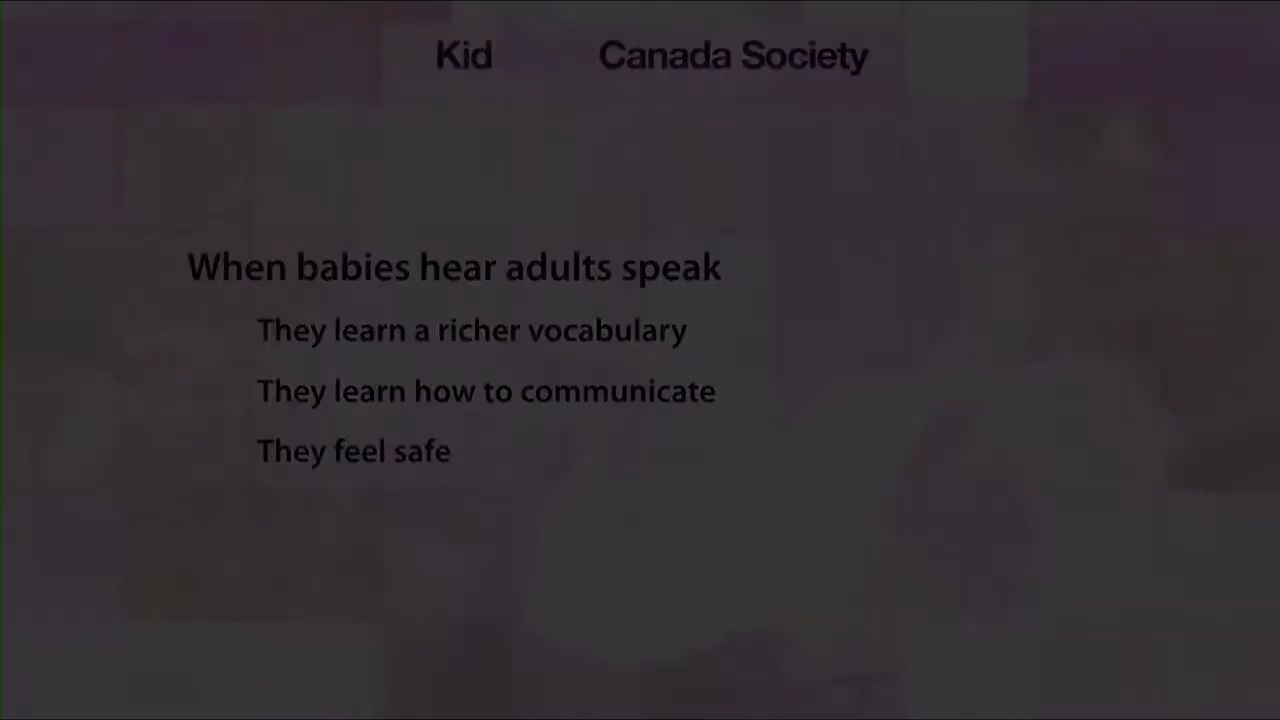 Kid Canada Society
When babies hear adults speak
They learn a richer vocabulary
They learn how to communicate
They feel safe